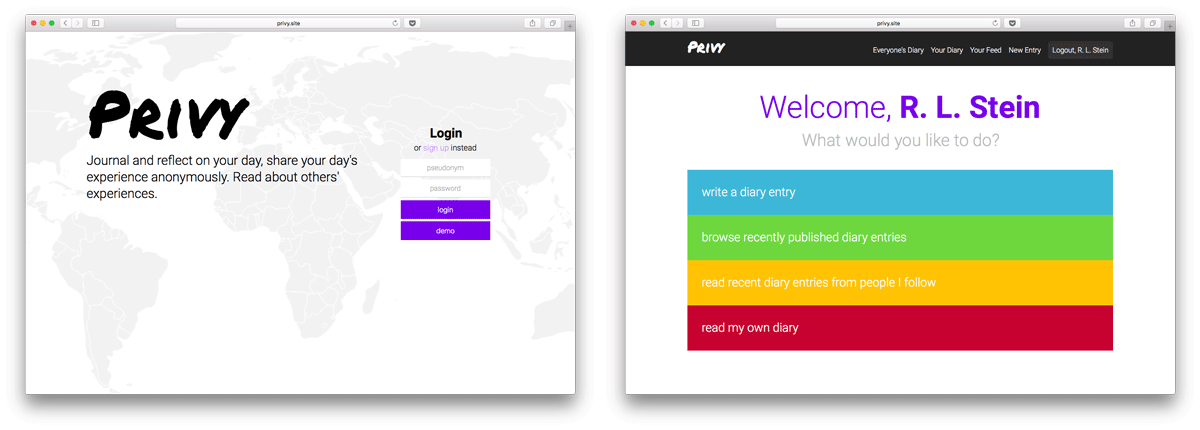 privy.site
PRIVY
Journal and reflect on your day, share your day's
experience anonymously. Read about others'
experiences.
Login
or sign up instead
pseudonym
password
login
demo
privy.site
PRIVY
Everyone's Diary Your Diary Your Feed New Entry Logout, R. L. Stein
Welcome, R. L. Stein
What would you like to do?
write a diary entry
browse recently published diary entries
read recent diary entries from people I follow
read my own diary